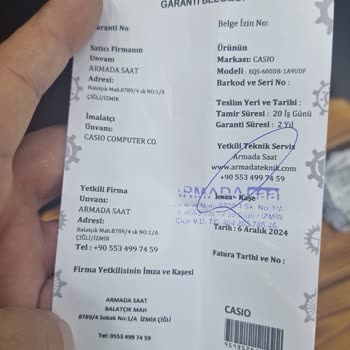 GARANTİ BELGESİ
Garanti No:
Satıcı Firmanın
Unvanı
ARMADA SAAT
Adresi:
Balatçık Mah.8789/4 sk NO:1/A
ÇİĞLİ/İZMİR
İmalatçı
Ünvanı:
CASIO COMPUTER CO.
Yetkili Firma
Unvanı:
ARMADA SAAT
Adresi:
Balatçık Mah.8789/4 sk No:1/A
ÇİĞLİ/İZMİR
Tel : +90 553 499 74 59
Firma Yetkilisinin İmza ve Kaşesi
ARMADA SAAT
BALATÇIK MAH
8789/4 Sokak No:1/A İZMİR ÇİĞLİ
Tel: 0553 499 74 59
Belge İzin No:
Ürünün
Markası: CASIO
Modeli : EQS-600DB-1A9UDF
Barkod ve Seri No:
Teslim Yeri ve Tarihi :
Tamir Süresi : 20 İş Günü
Garanti Süresi : 2 Yıl
Yetkili Teknik Servis
Armada Saat
www.armadateknik.com
+90 553 499 74 59
ARMADA
İmza - Kaşe
Tarih : 6 Aralık 2024
Fatura Tarihi ve No :
CASIO